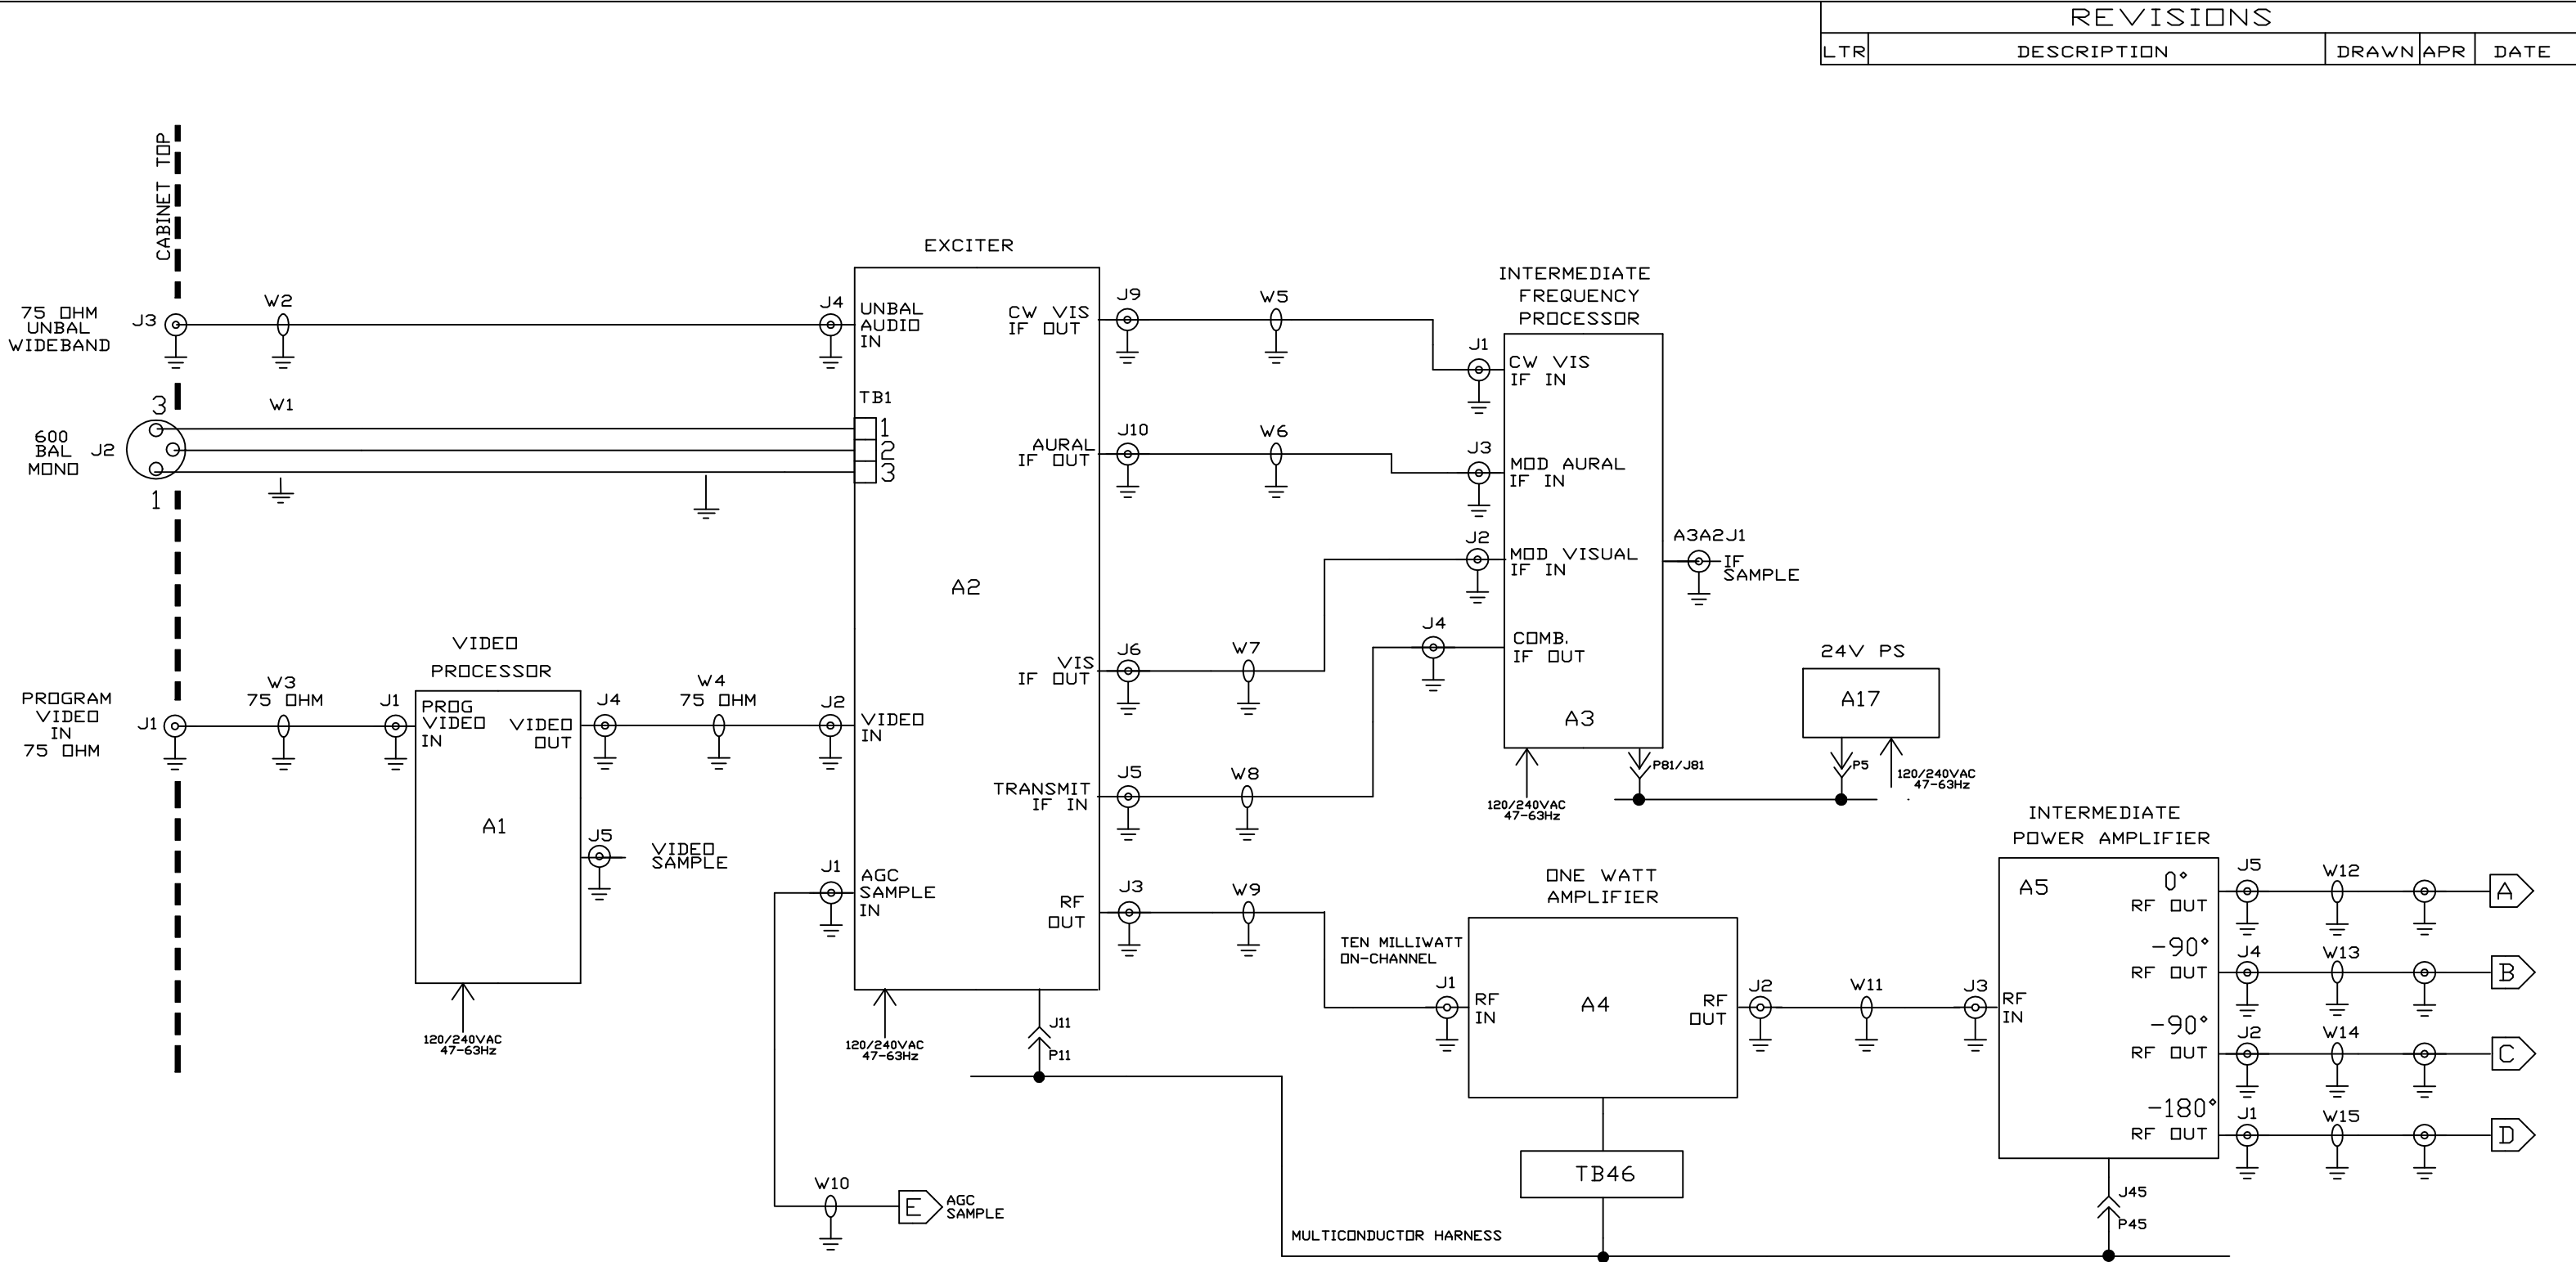 REVISIONS
LTR DESCRIPTION DRAWN APR DATE
CABINET TOP
75 OHM
UNBAL
WIDEBAND
J3
W2
J4
600
BAL
MONO
J2
3
1
W1
PROGRAM
VIDEO
IN
75 OHM
J1
W3
75 OHM
J1
VIDEO
PROCESSOR
PROG
VIDEO
IN
VIDEO
OUT
A1
J4
J5
VIDEO
SAMPLE
120/240VAC
47-63Hz
W4
75 OHM
J2
EXCITER
UNBAL
AUDIO
IN
TB1
1
2
3
A2
VIDEO
IN
J1
AGC
SAMPLE
IN
CW VIS
IF OUT
AURAL
IF OUT
VIS
IF OUT
TRANSMIT
IF IN
RF
OUT
120/240VAC
47-63Hz
J11
P11
W10
E
AGC
SAMPLE
J9
W5
J10
W6
J6
W7
J5
W8
J3
W9
INTERMEDIATE
FREQUENCY
PROCESSOR
J1
CW VIS
IF IN
J3
MOD AURAL
IF IN
J2
MOD VISUAL
IF IN
J4
COMB.
IF OUT
A3
A3A2J1
IF
SAMPLE
120/240VAC
47-63Hz
P81/J81
24V PS
A17
P5
120/240VAC
47-63Hz
TEN MILLIWATT
ON-CHANNEL
ONE WATT
AMPLIFIER
J1
RF
IN
A4
RF
OUT
J2
TB46
MULTICONDUCTOR HARNESS
W11
J3
INTERMEDIATE
POWER AMPLIFIER
A5
RF
IN
0°
RF OUT
-90°
RF OUT
-90°
RF OUT
-180°
RF OUT
J5
W12
A
J4
W13
B
J2
W14
C
J1
W15
D
J45
P45